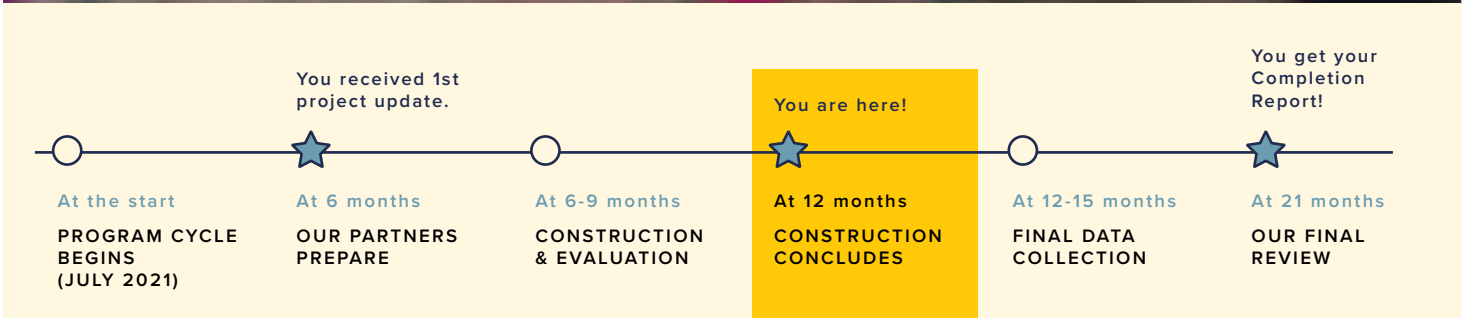 You received 1st
project update.
You are here!
You get your
Completion
Report!
At the start
PROGRAM CYCLE
BEGINS
(JULY 2021)
At 6 months
OUR PARTNERS
PREPARE
At 6-9 months
CONSTRUCTION
& EVALUATION
At 12 months
CONSTRUCTION
CONCLUDES
At 12-15 months
FINAL DATA
COLLECTION
At 21 months
OUR FINAL
REVIEW